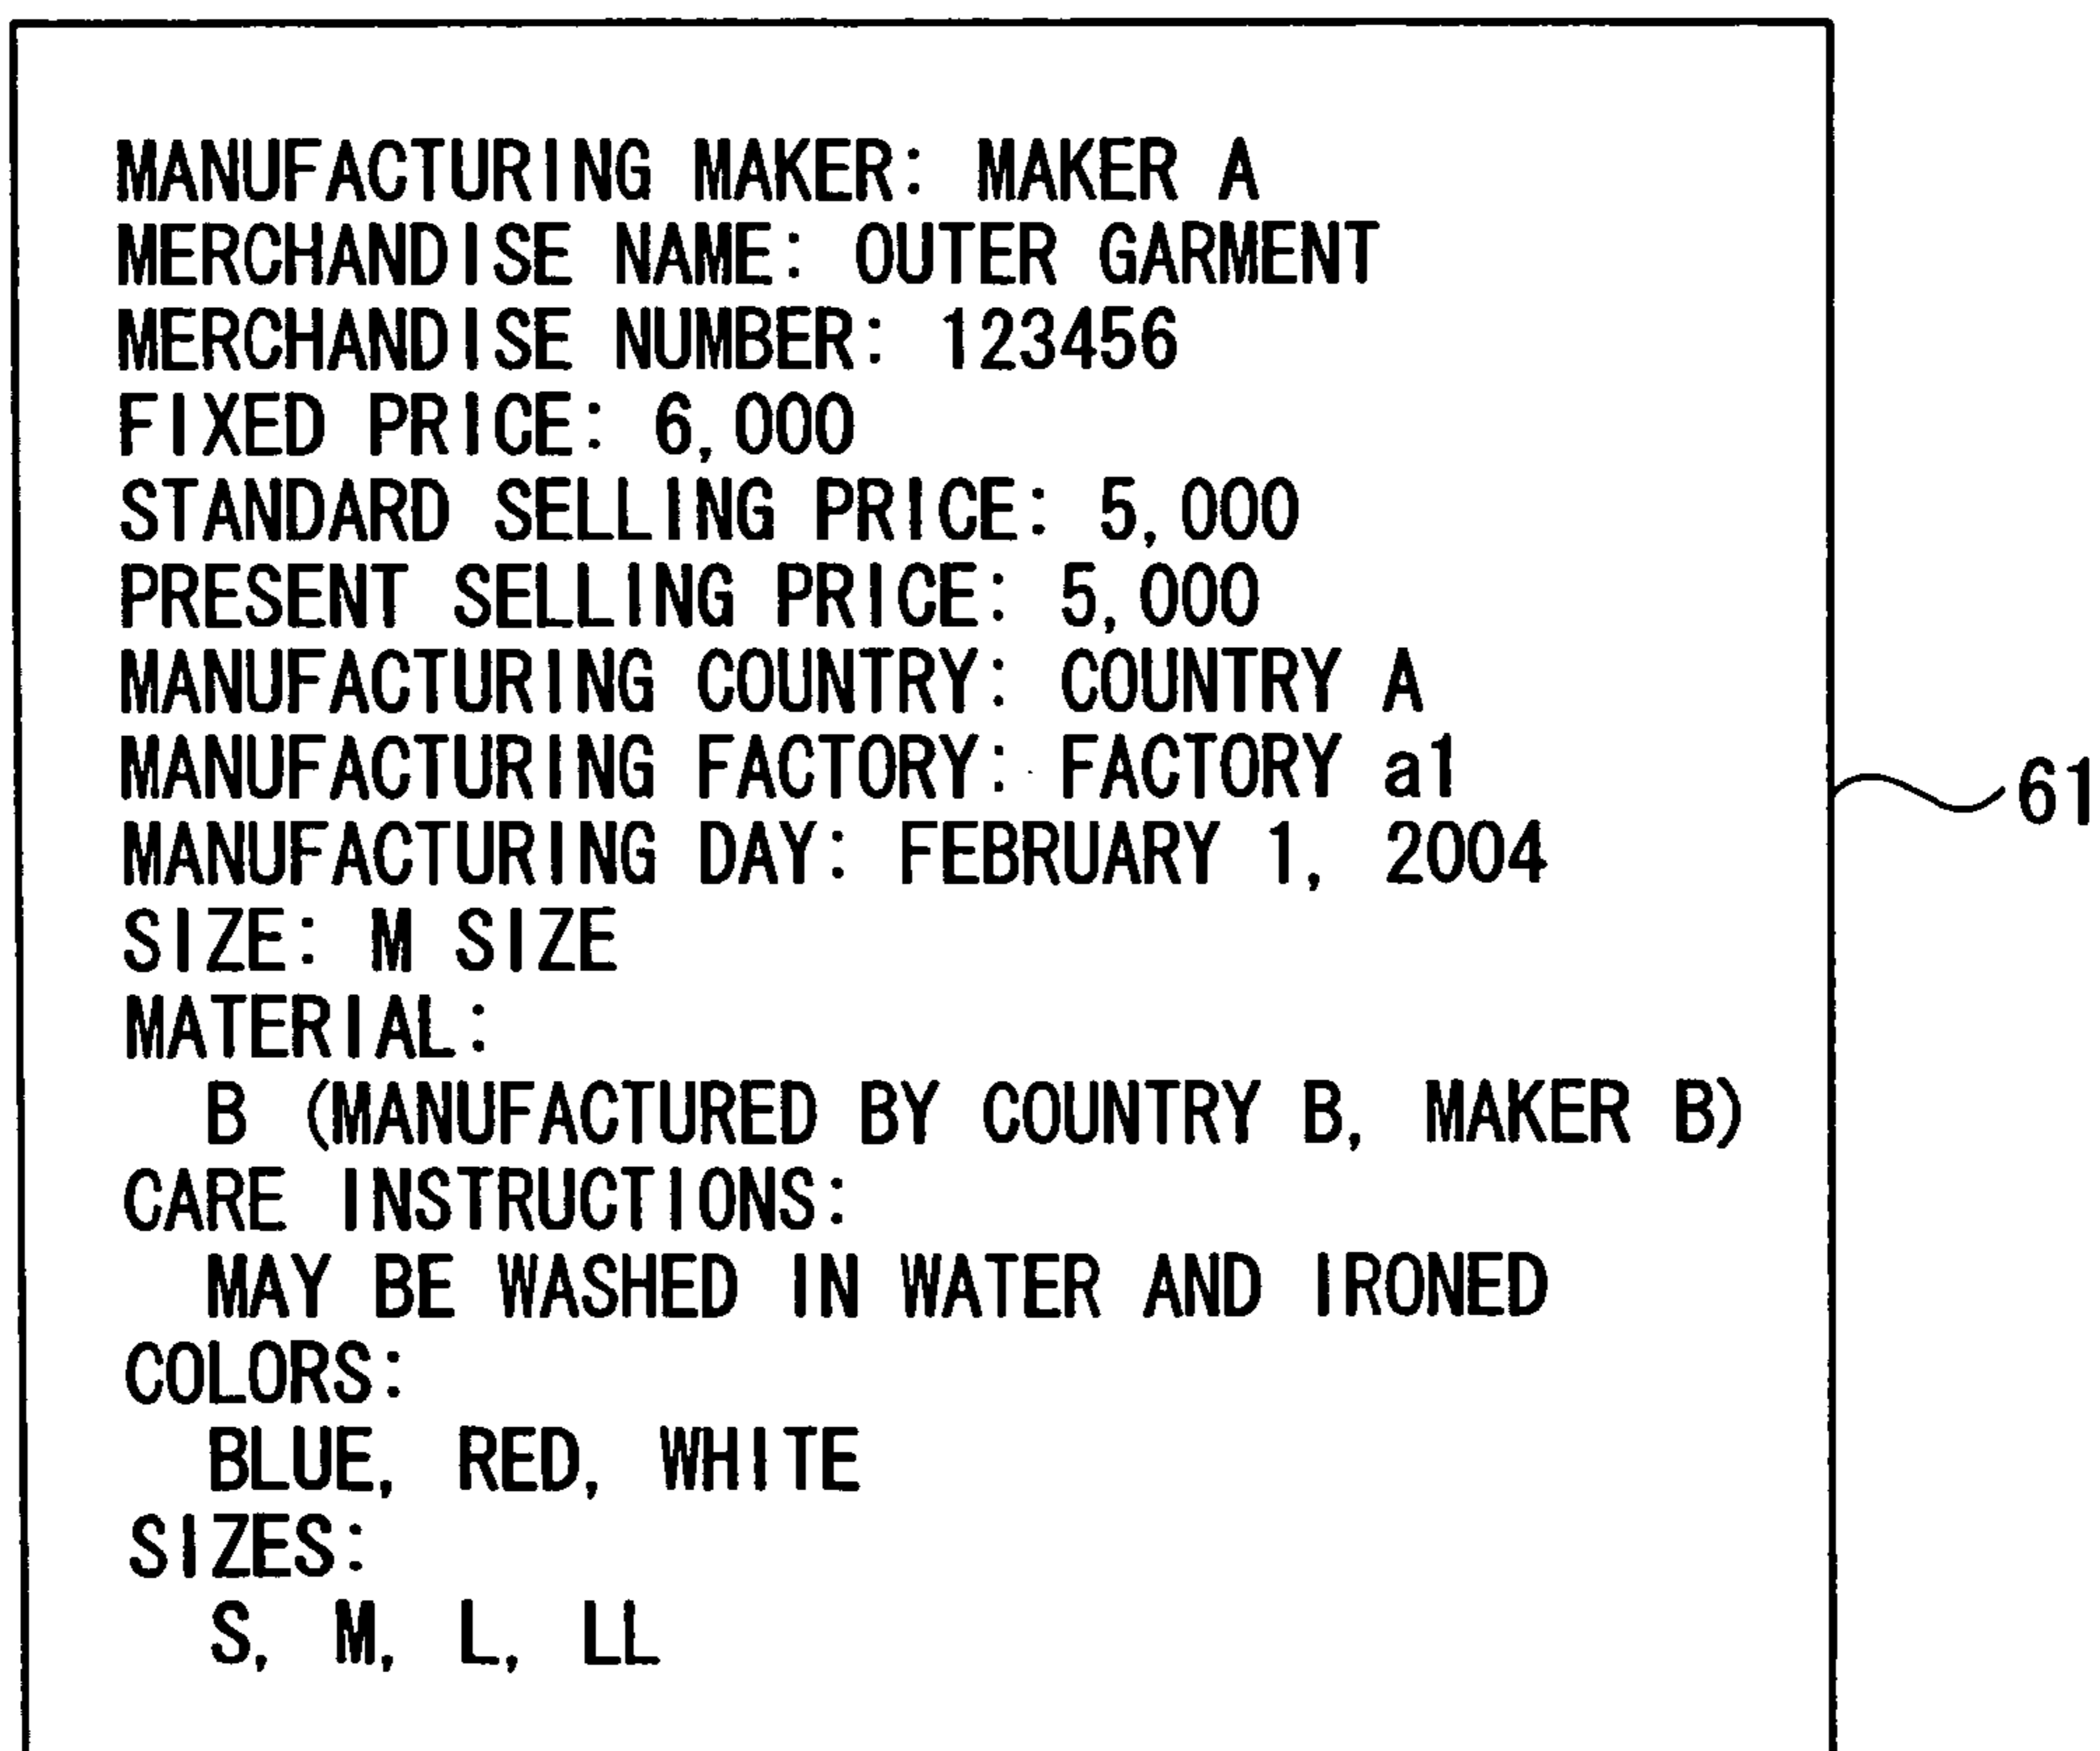 MANUFACTURING MAKER: MAKER A
MERCHANDISE NAME: OUTER GARMENT
MERCHANDISE NUMBER: 123456
FIXED PRICE: 6,000
STANDARD SELLING PRICE: 5,000
PRESENT SELLING PRICE: 5,000
MANUFACTURING COUNTRY: COUNTRY A
MANUFACTURING FACTORY: FACTORY a1
61
MANUFACTURING DAY: FEBRUARY 1, 2004
SIZE: M SIZE
MATERIAL:
B (MANUFACTURED BY COUNTRY B, MAKER B)
CARE INSTRUCTIONS:
MAY BE WASHED IN WATER AND IRONED
COLORS:
BLUE, RED, WHITE
SIZES:
S, M, L, LL